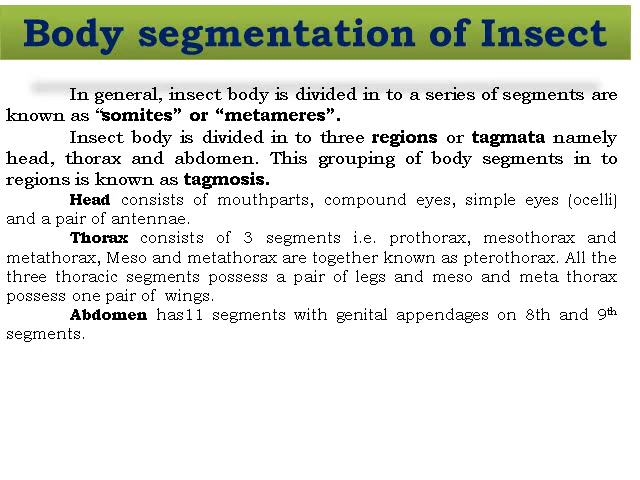 Body segmentation of Insect
In general, insect body is divided in to a series of segments are
known as “somites” or “metameres”.
Insect body is divided in to three regions or tagmata namely
head, thorax and abdomen. This grouping of body segments in to
regions is known as tagmosis.
Head consists of mouthparts, compound eyes, simple eyes (ocelli)
and a pair of antennae.
Thorax consists of 3 segments i.e. prothorax, mesothorax and
metathorax, Meso and metathorax are together known as pterothorax. All the
three thoracic segments possess a pair of legs and meso and meta thorax
possess one pair of wings.
Abdomen has11 segments with genital appendages on 8th and 9th
segments.